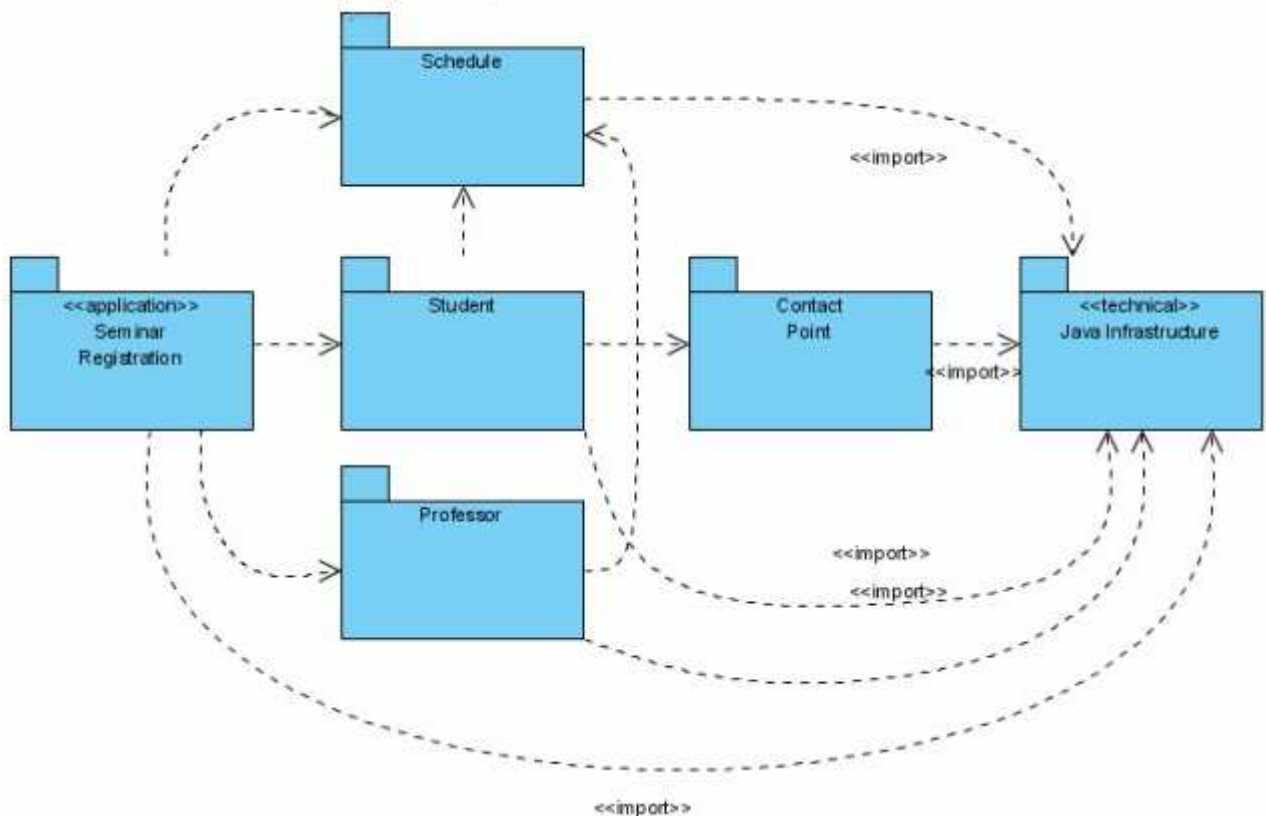 Schedule
<<import>>
<<application>>
Seminar
Registration
Student
Contact
Point
<<technical>>
Java Infrastructure
<<import>>
Professor
<<import>>
<<import>>
<<import>>